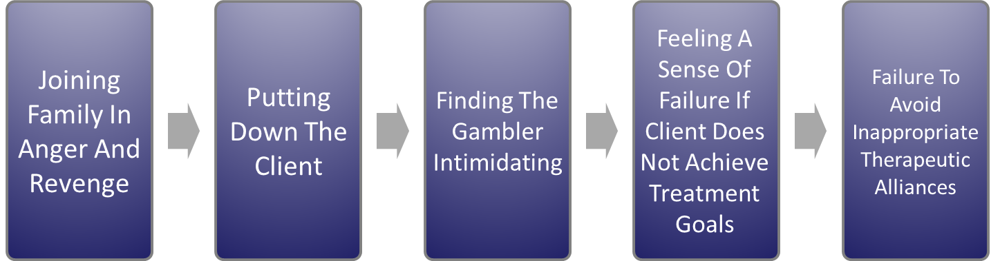 Joining
Family In
Anger And
Revenge
Putting
Down The
Client
Finding The
Gambler
Intimidating
Feeling A
Sense Of
Failure If
Client Does
Not Achieve
Treatment
Goals
Failure To
Avoid
Inappropriate
Therapeutic
Alliances